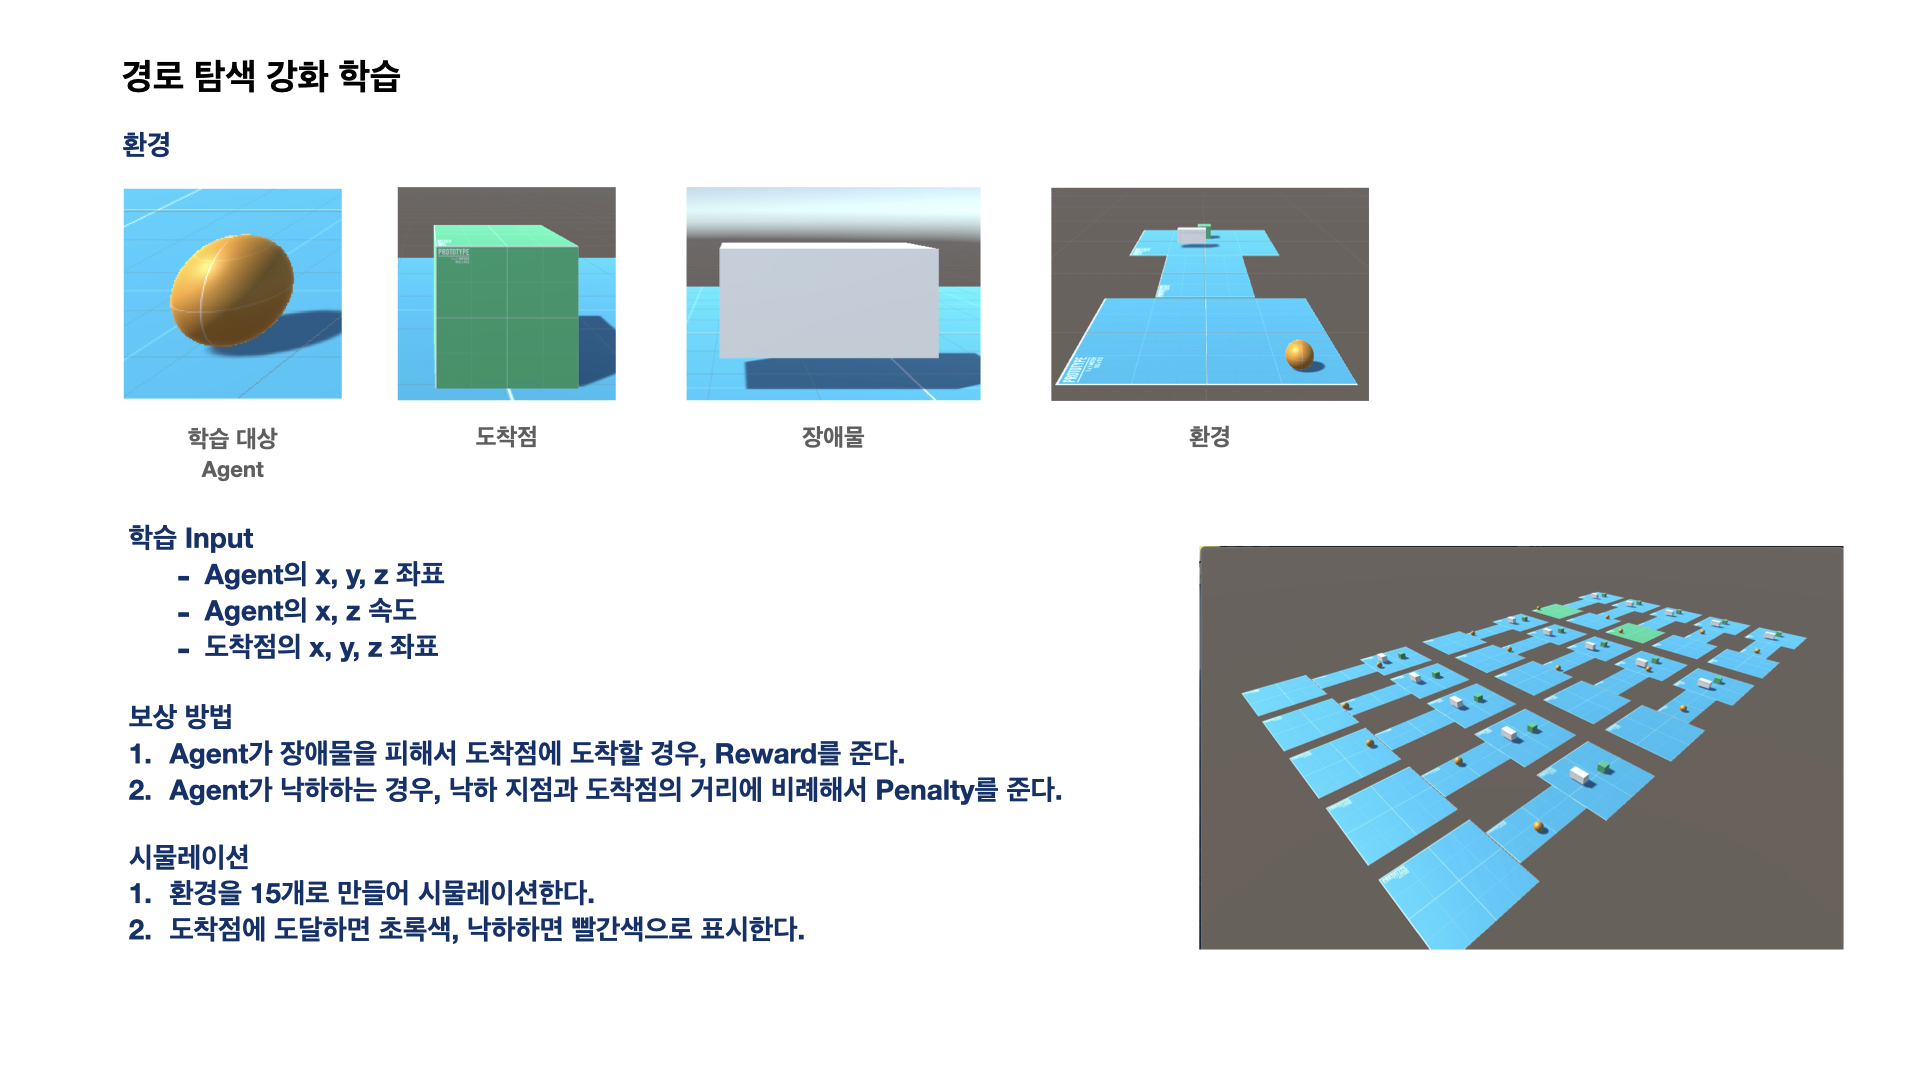 경로 탐색 강화 학습
환경
PROTOTYPE
PROTOTYPE
학습 대상
Agent
도착점
장애물
환경
학습 Input
- Agent의 x, y, z 좌표
- Agent의 x, z 속도
- 도착점의 x, y, z 좌표
보상 방법
1. Agent가 장애물을 피해서 도착점에 도착할 경우, Reward를 준다.
2. Agent가 낙하하는 경우, 낙하 지점과 도착점의 거리에 비례해서 Penalty를 준다.
시물레이션
1. 환경을 15개로 만들어 시물레이션한다.
2. 도착점에 도달하면 초록색, 낙하하면 빨간색으로 표시한다.